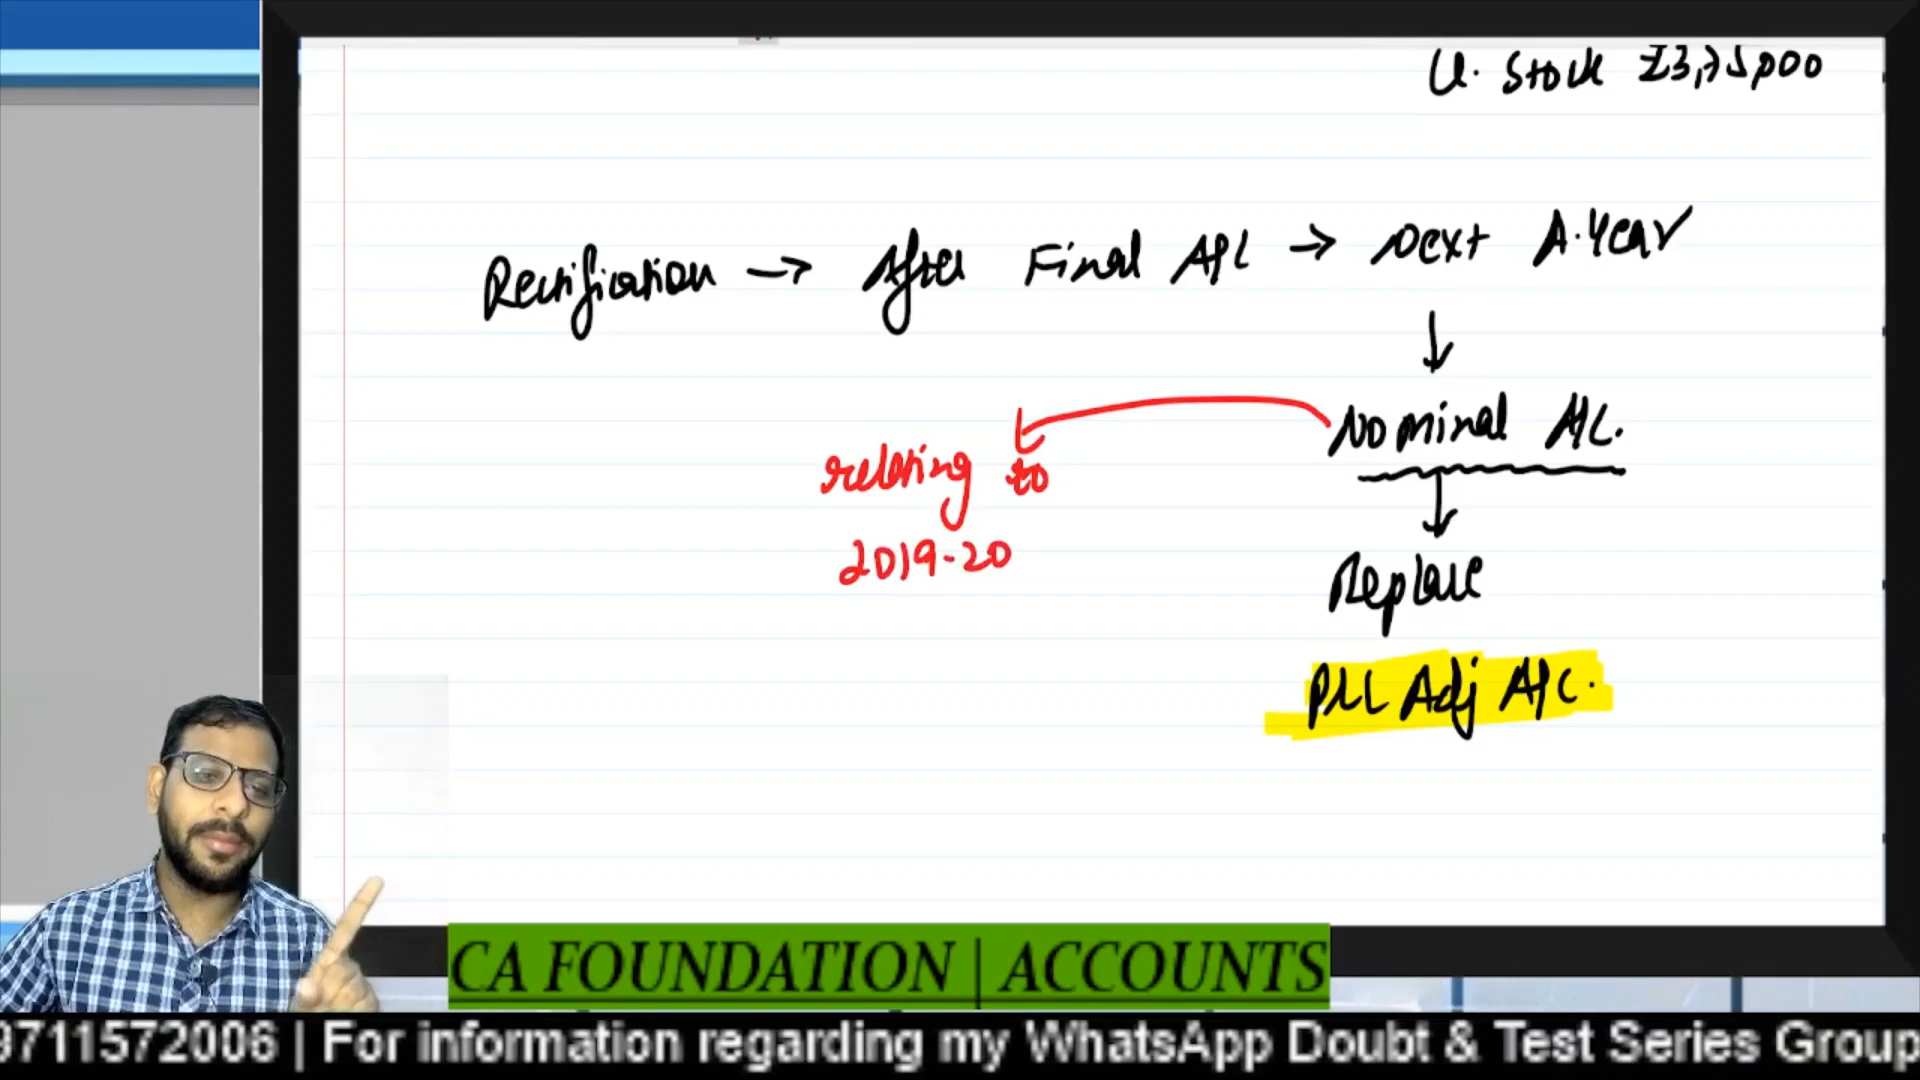 Cl. Stock ₹3,75,000
Rectification → After Final A/c → Next A.Year
↓
Nominal A/c.
relating to
2019-20
↓
Replace
P&L Adj A/c.
CA FOUNDATION | ACCOUNTS
9711572006 | For information regarding my WhatsApp Doubt & Test Series Group